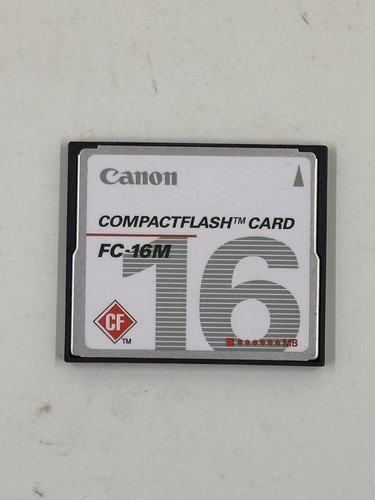 Canon
COMPACTFLASH™ CARD
FC-16M
16
CF
™
MB